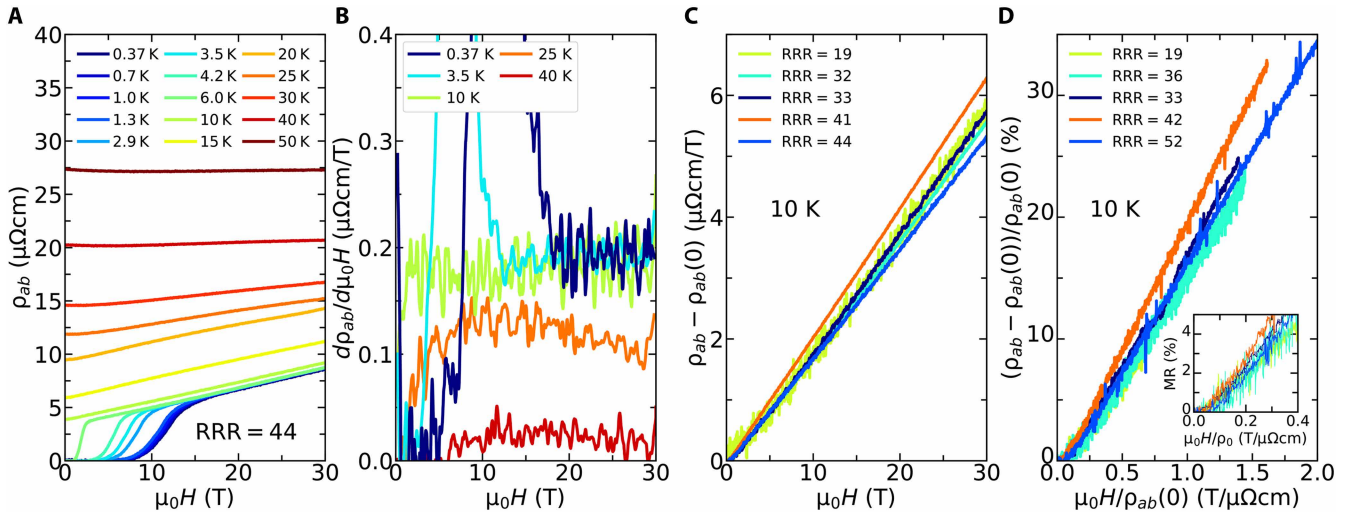 A
ρab (μΩcm)
40
35
30
25
20
15
10
5
0
0.37 K 3.5 K 20 K
0.7 K 4.2 K 25 K
1.0 K 6.0 K 30 K
1.3 K 10 K 40 K
2.9 K 15 K 50 K
RRR = 44
0 10 20 30
μ0H (T)
B
dρab/dμ0H (μΩcm/T)
0.4
0.3
0.2
0.1
0.0
0.37 K 25 K
3.5 K 40 K
10 K
0 10 20 30
μ0H (T)
C
ρab − ρab(0) (μΩcm/T)
6
4
2
0
RRR = 19
RRR = 32
RRR = 33
RRR = 41
RRR = 44
10 K
0 10 20 30
μ0H (T)
D
(ρab − ρab(0))/ρab(0) (%)
30
20
10
0
RRR = 19
RRR = 36
RRR = 33
RRR = 42
RRR = 52
10 K
MR (%)
4
2
0
0.0 0.2 0.4
μ0H/ρ0 (T/μΩcm)
0.0 0.5 1.0 1.5 2.0
μ0H/ρab(0) (T/μΩcm)